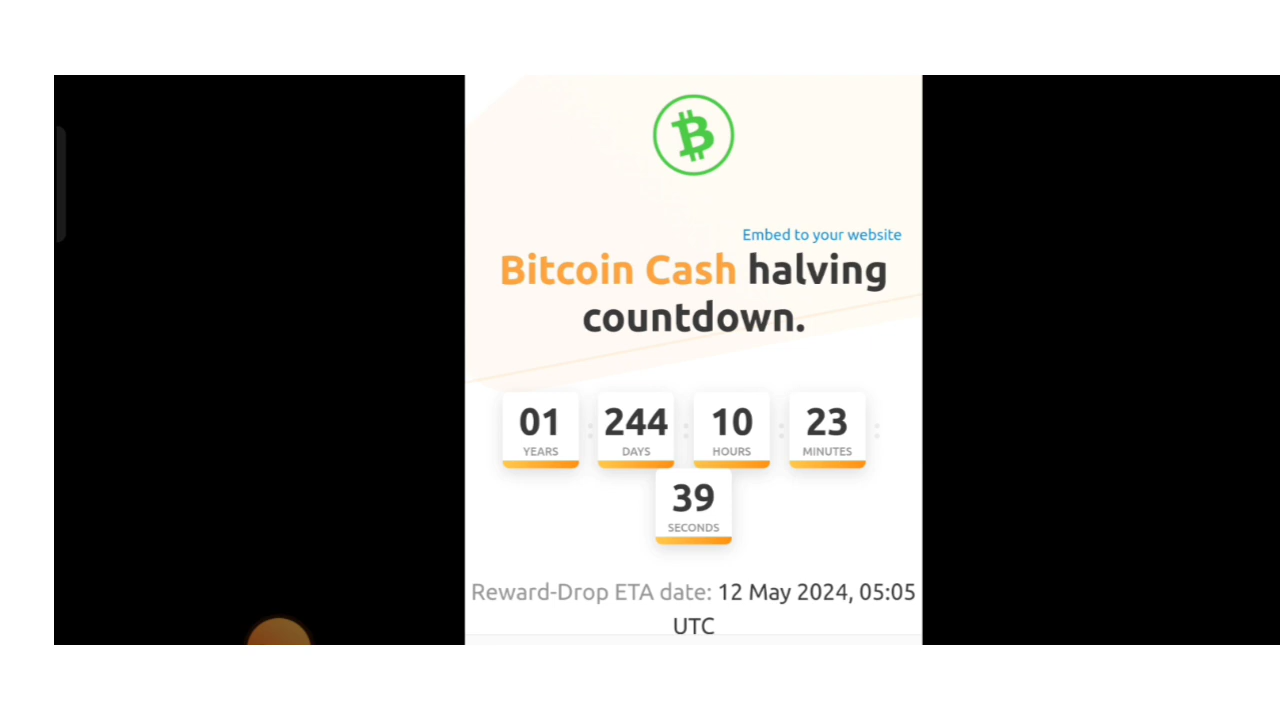 Embed to your website
Bitcoin Cash halving
countdown.
01 244 10 23
YEARS DAYS HOURS MINUTES
39
SECONDS
Reward-Drop ETA date: 12 May 2024, 05:05
UTC